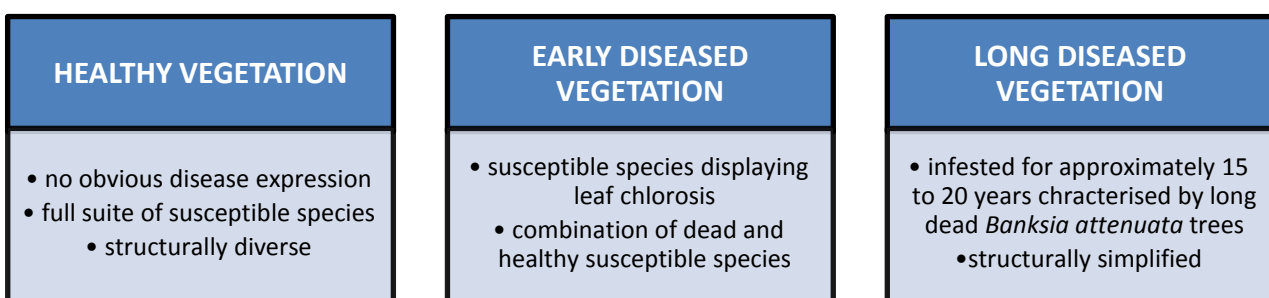 HEALTHY VEGETATION
• no obvious disease expression
• full suite of susceptible species
• structurally diverse
EARLY DISEASED
VEGETATION
• susceptible species displaying
leaf chlorosis
• combination of dead and
healthy susceptible species
LONG DISEASED
VEGETATION
• infested for approximately 15
to 20 years chracterised by long
dead Banksia attenuata trees
•structurally simplified